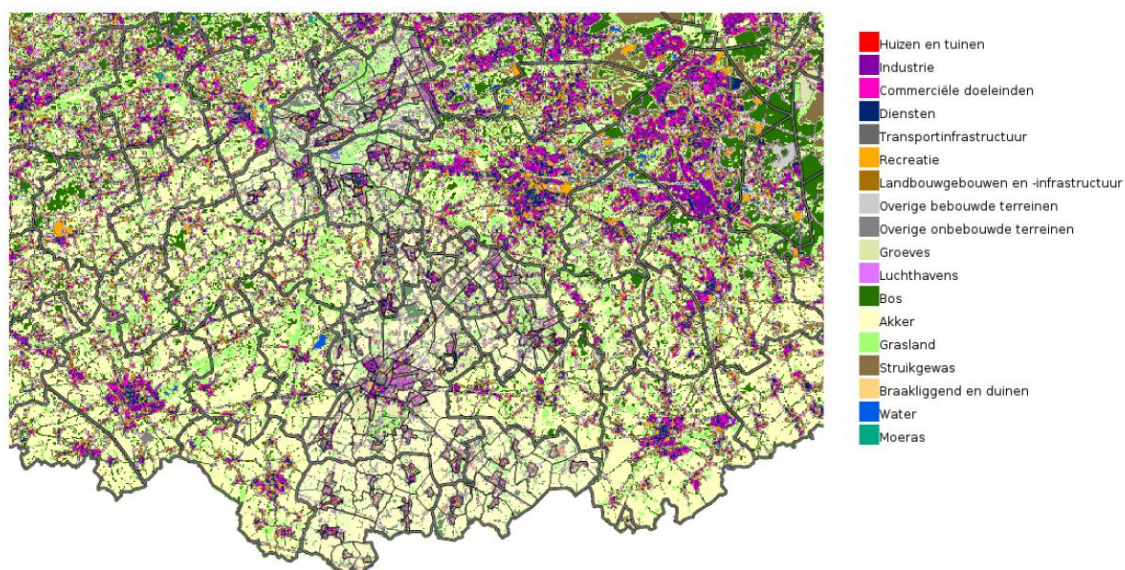 Huizen en tuinen
Industrie
Commerciële doeleinden
Diensten
Transportinfrastructuur
Recreatie
Landbouwgebouwen en -infrastructuur
Overige bebouwde terreinen
Overige onbebouwde terreinen
Groeves
Luchthavens
Bos
Akker
Grasland
Struikgewas
Braakliggend en duinen
Water
Moeras